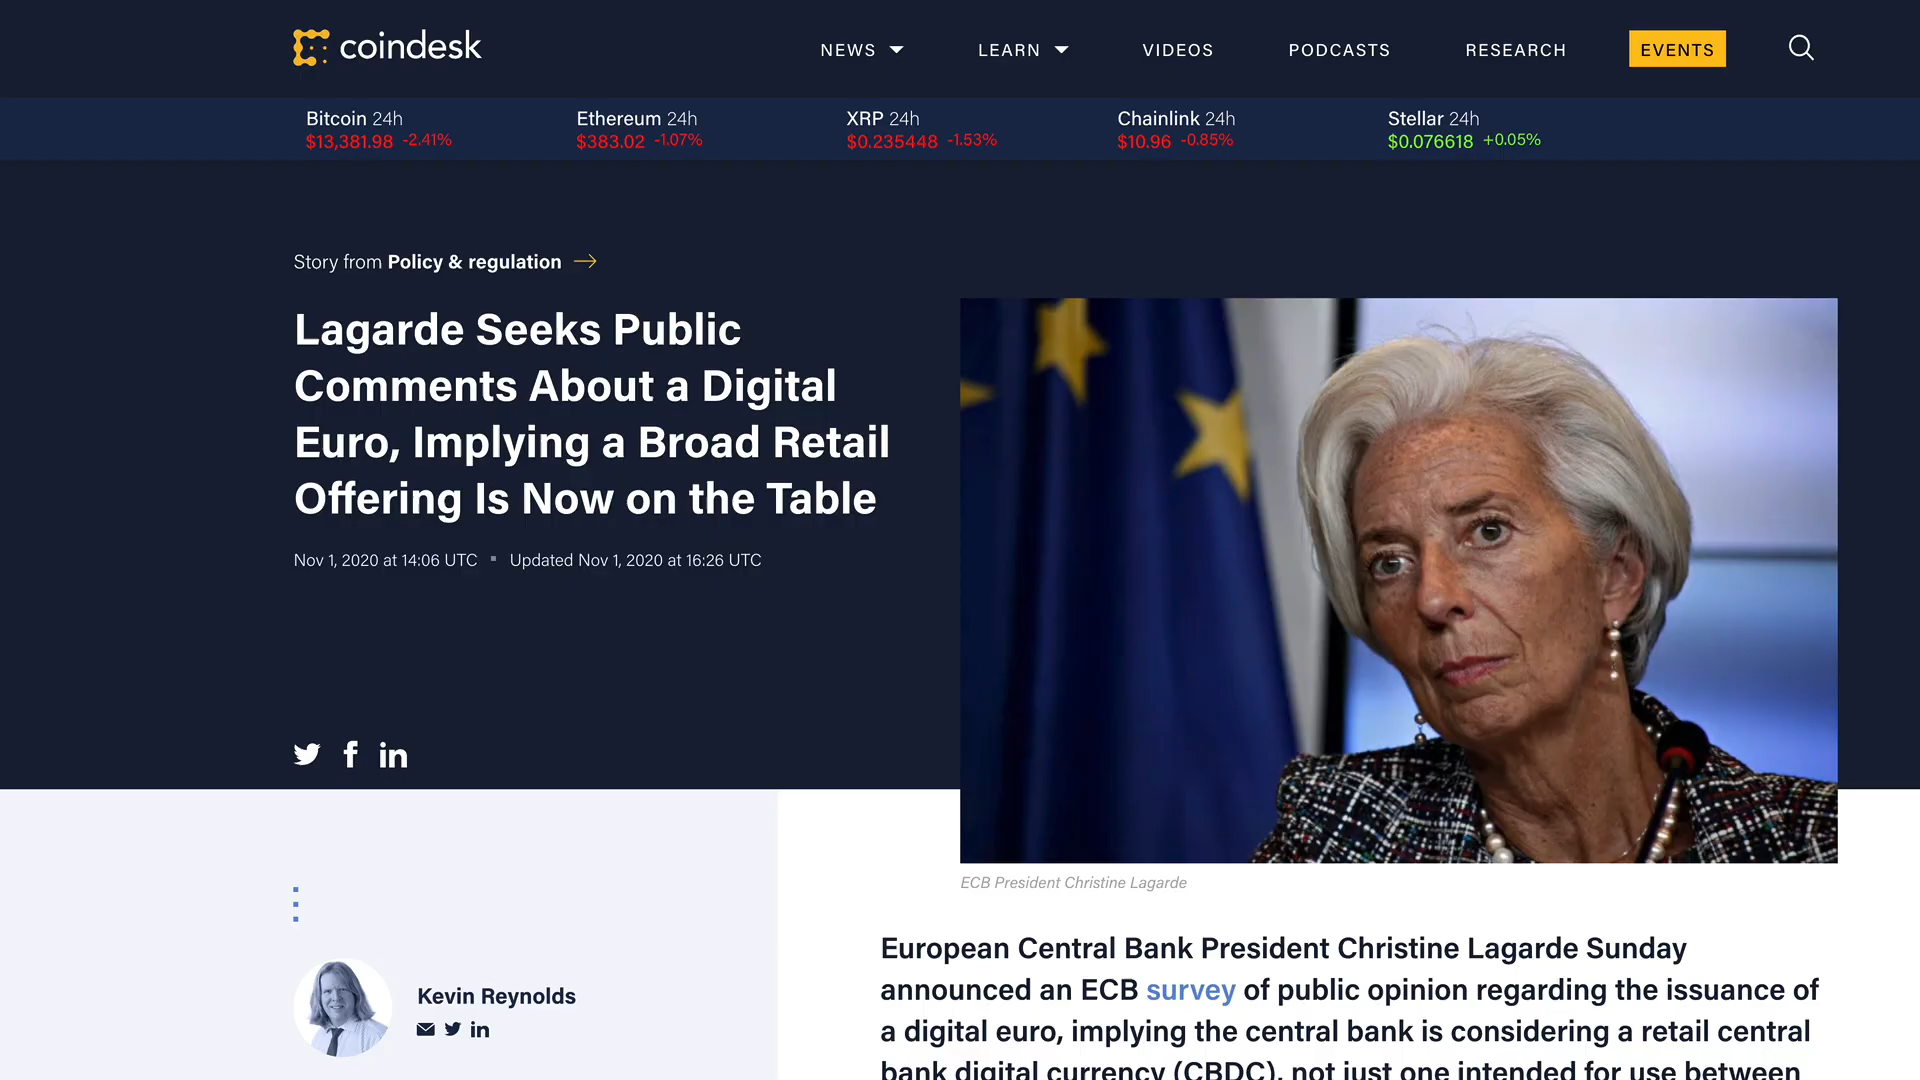 coindesk
NEWS LEARN VIDEOS PODCASTS RESEARCH EVENTS
Bitcoin 24h
$13,381.98 -2.41%
Ethereum 24h
$383.02 -1.07%
XRP 24h
$0.235448 -1.53%
Chainlink 24h
$10.96 -0.85%
Stellar 24h
$0.076618 +0.05%
Story from Policy & regulation
Lagarde Seeks Public
Comments About a Digital
Euro, Implying a Broad Retail
Offering Is Now on the Table
Nov 1, 2020 at 14:06 UTC ▪ Updated Nov 1, 2020 at 16:26 UTC
ECB President Christine Lagarde
Kevin Reynolds
European Central Bank President Christine Lagarde Sunday
announced an ECB survey of public opinion regarding the issuance of
a digital euro, implying the central bank is considering a retail central
bank digital currency (CBDC), not just one intended for use between